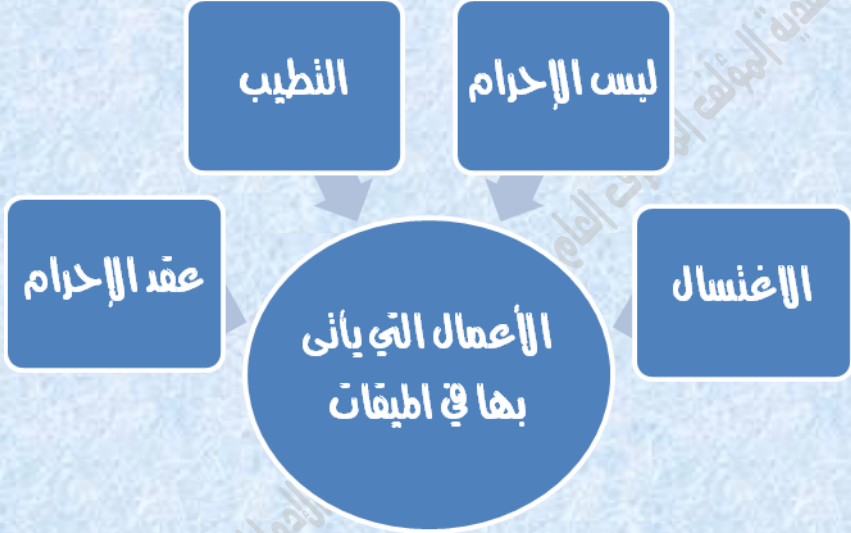 التطيب
لبس الإحرام
عقد الإحرام
الاغتسال
الأعمال التي يأتى
بها في الميقات